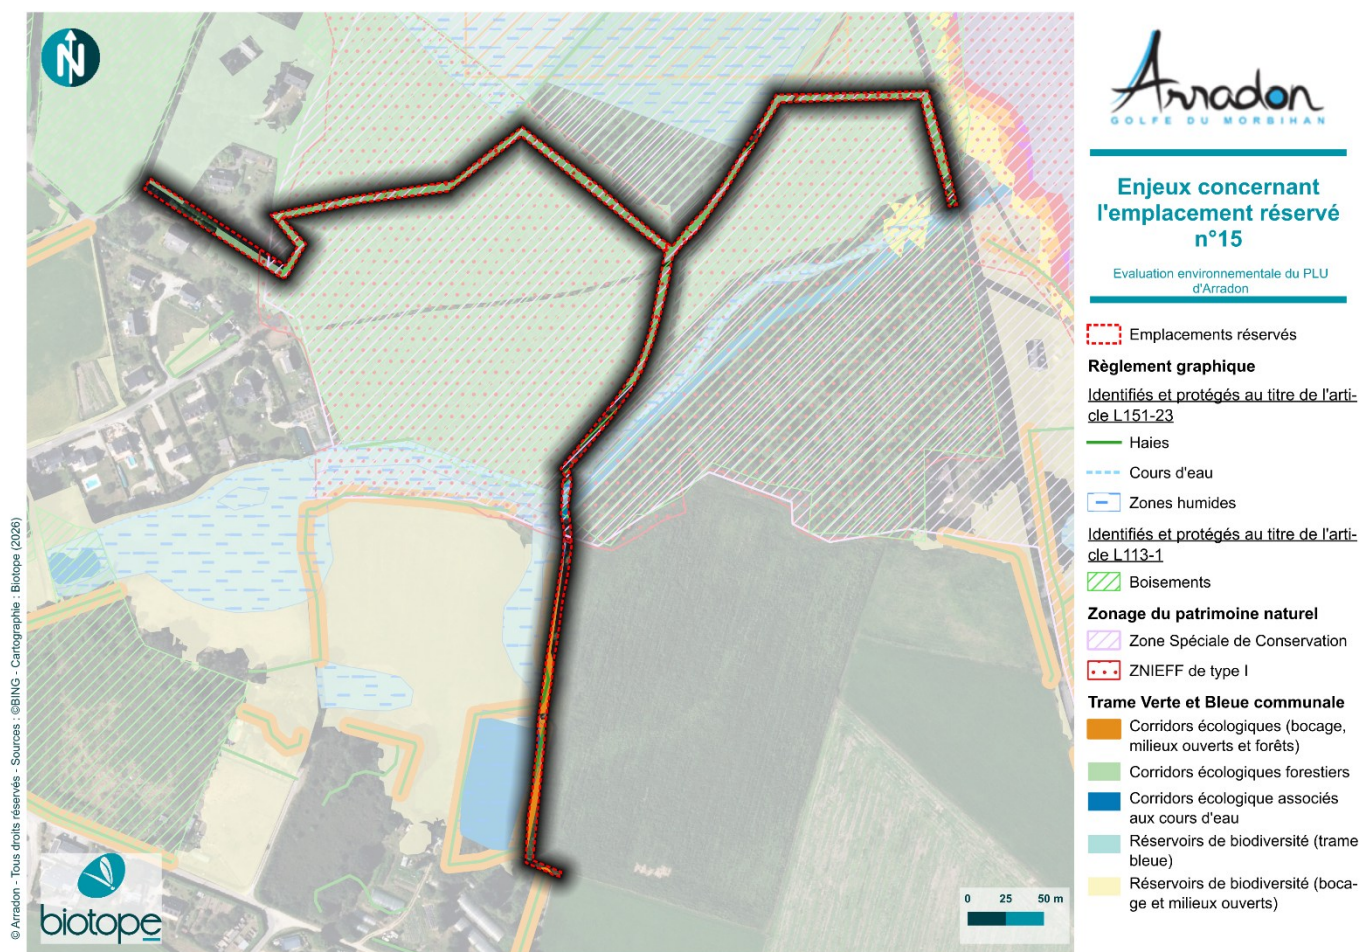 N
Arradon
GOLFE DU MORBIHAN
Enjeux concernant
l'emplacement réservé
n°15
Evaluation environnementale du PLU
d'Arradon
Emplacements réservés
Règlement graphique
Identifiés et protégés au titre de l'arti-
cle L151-23
Haies
Cours d'eau
Zones humides
Identifiés et protégés au titre de l'arti-
cle L113-1
Boisements
Zonage du patrimoine naturel
Zone Spéciale de Conservation
ZNIEFF de type I
Trame Verte et Bleue communale
Corridors écologiques (bocage,
milieux ouverts et forêts)
Corridors écologiques forestiers
Corridors écologique associés
aux cours d'eau
Réservoirs de biodiversité (trame
bleue)
Réservoirs de biodiversité (boca-
ge et milieux ouverts)
0 25 50 m
biotope
© Arradon - Tous droits réservés - Sources : ©BING - Cartographie : Biotope (2026)